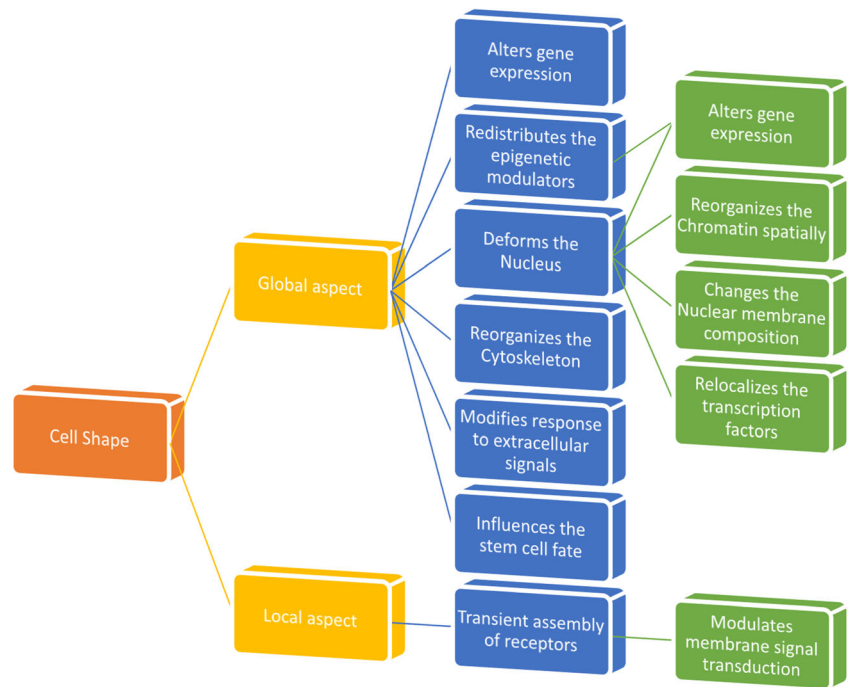 Alters gene
expression
Redistributes the
epigenetic
modulators
Deforms the
Nucleus
Reorganizes the
Cytoskeleton
Modifies response
to extracellular
signals
Influences the
stem cell fate
Transient assembly
of receptors
Alters gene
expression
Reorganizes the
Chromatin spatially
Changes the
Nuclear membrane
composition
Relocalizes the
transcription
factors
Modulates
membrane signal
transduction
Global aspect
Local aspect
Cell Shape